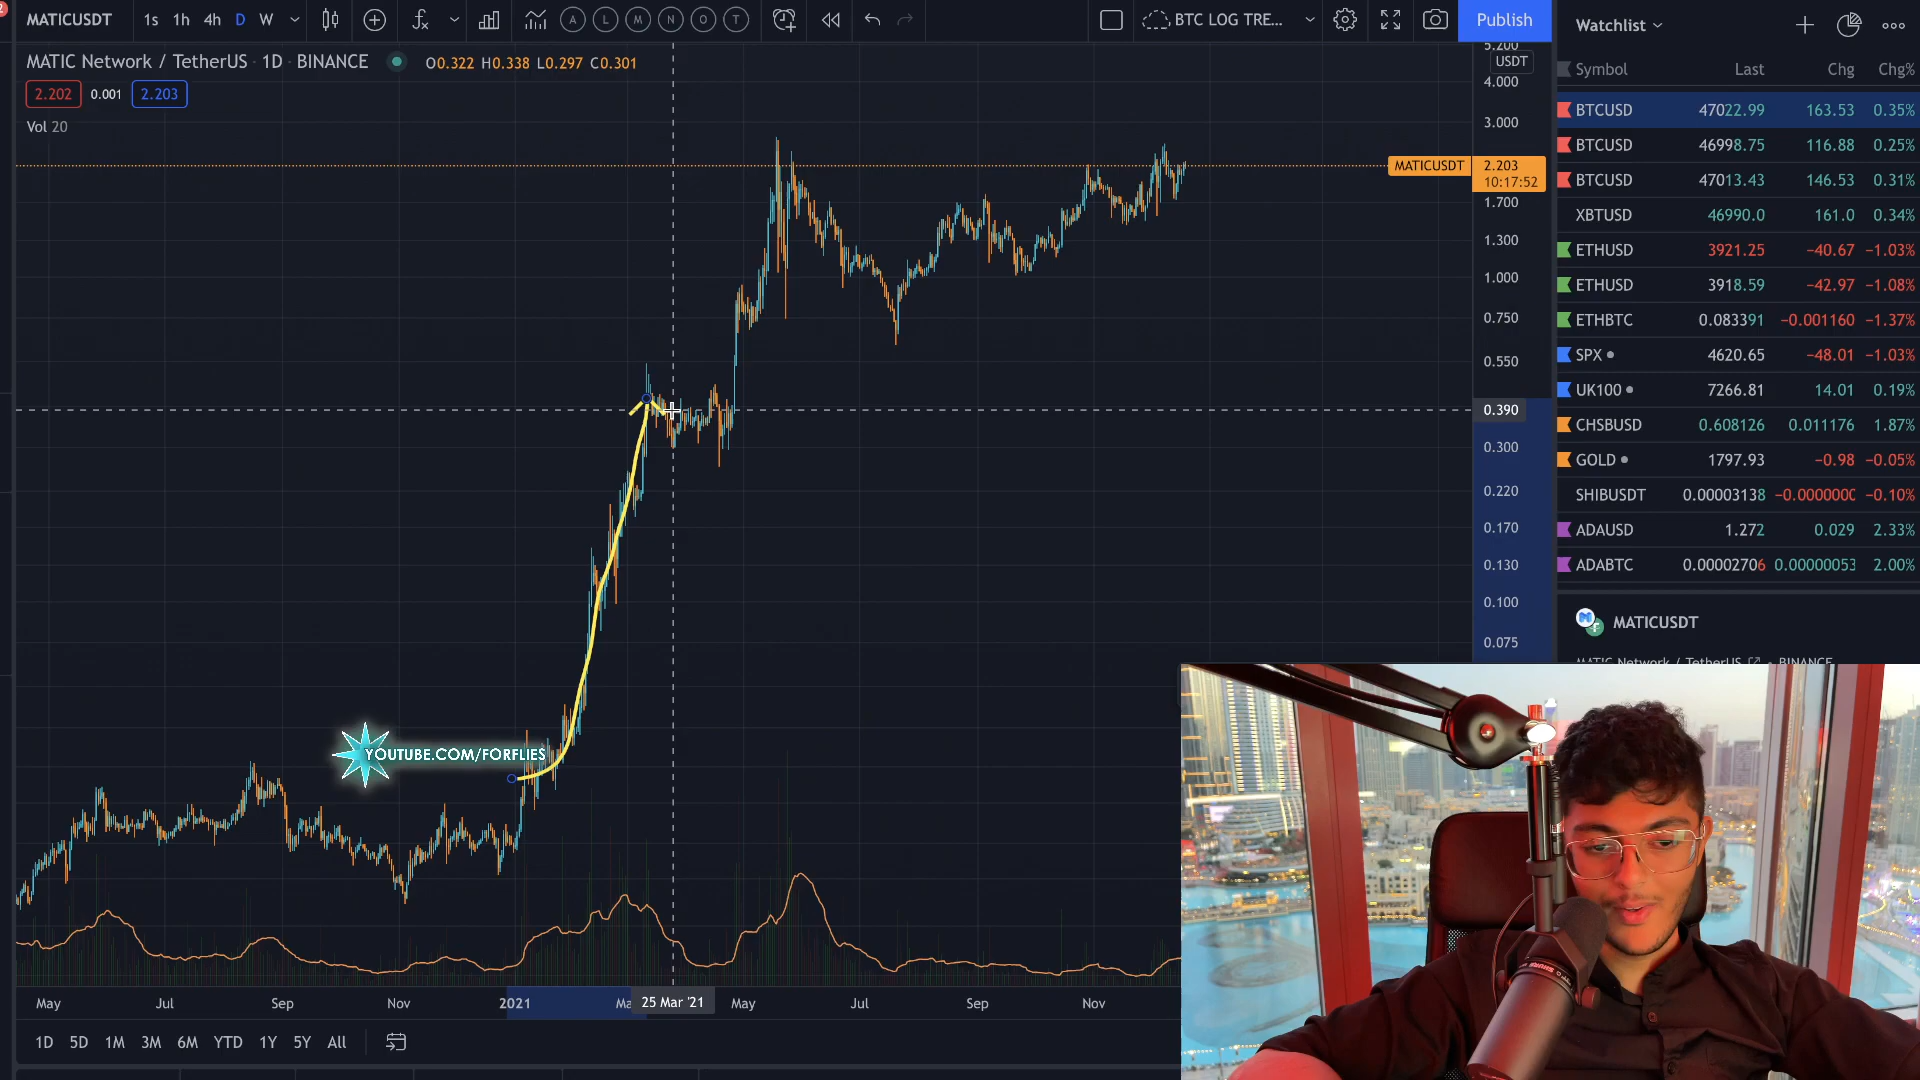 MATICUSDT 1s 1h 4h D W BTC LOG TRE... Publish
A L M N O T
MATIC Network / TetherUS · 1D · BINANCE O0.322 H0.338 L0.297 C0.301
2.202 0.001 2.203
Vol 20
5.200
USDT
4.000
3.000
MATICUSDT 2.203
10:17:52
1.700
1.300
1.000
0.750
0.550
0.390
0.300
0.220
0.170
0.130
0.100
0.075
YOUTUBE.COM/FORFLIES
May Jul Sep Nov 2021 Ma 25 Mar '21 May Jul Sep Nov
1D 5D 1M 3M 6M YTD 1Y 5Y All
Watchlist
Symbol Last Chg Chg%
BTCUSD 47022.99 163.53 0.35%
BTCUSD 46998.75 116.88 0.25%
BTCUSD 47013.43 146.53 0.31%
XBTUSD 46990.0 161.0 0.34%
ETHUSD 3921.25 −40.67 −1.03%
ETHUSD 3918.59 −42.97 −1.08%
ETHBTC 0.083391 −0.001160 −1.37%
SPX 4620.65 −48.01 −1.03%
UK100 7266.81 14.01 0.19%
CHSBUSD 0.608126 0.011176 1.87%
GOLD 1797.93 −0.98 −0.05%
SHIBUSDT 0.00003138 −0.0000000 −0.10%
ADAUSD 1.272 0.029 2.33%
ADABTC 0.00002706 0.00000053 2.00%
MATICUSDT
MATIC Network / TetherUS · BINANCE